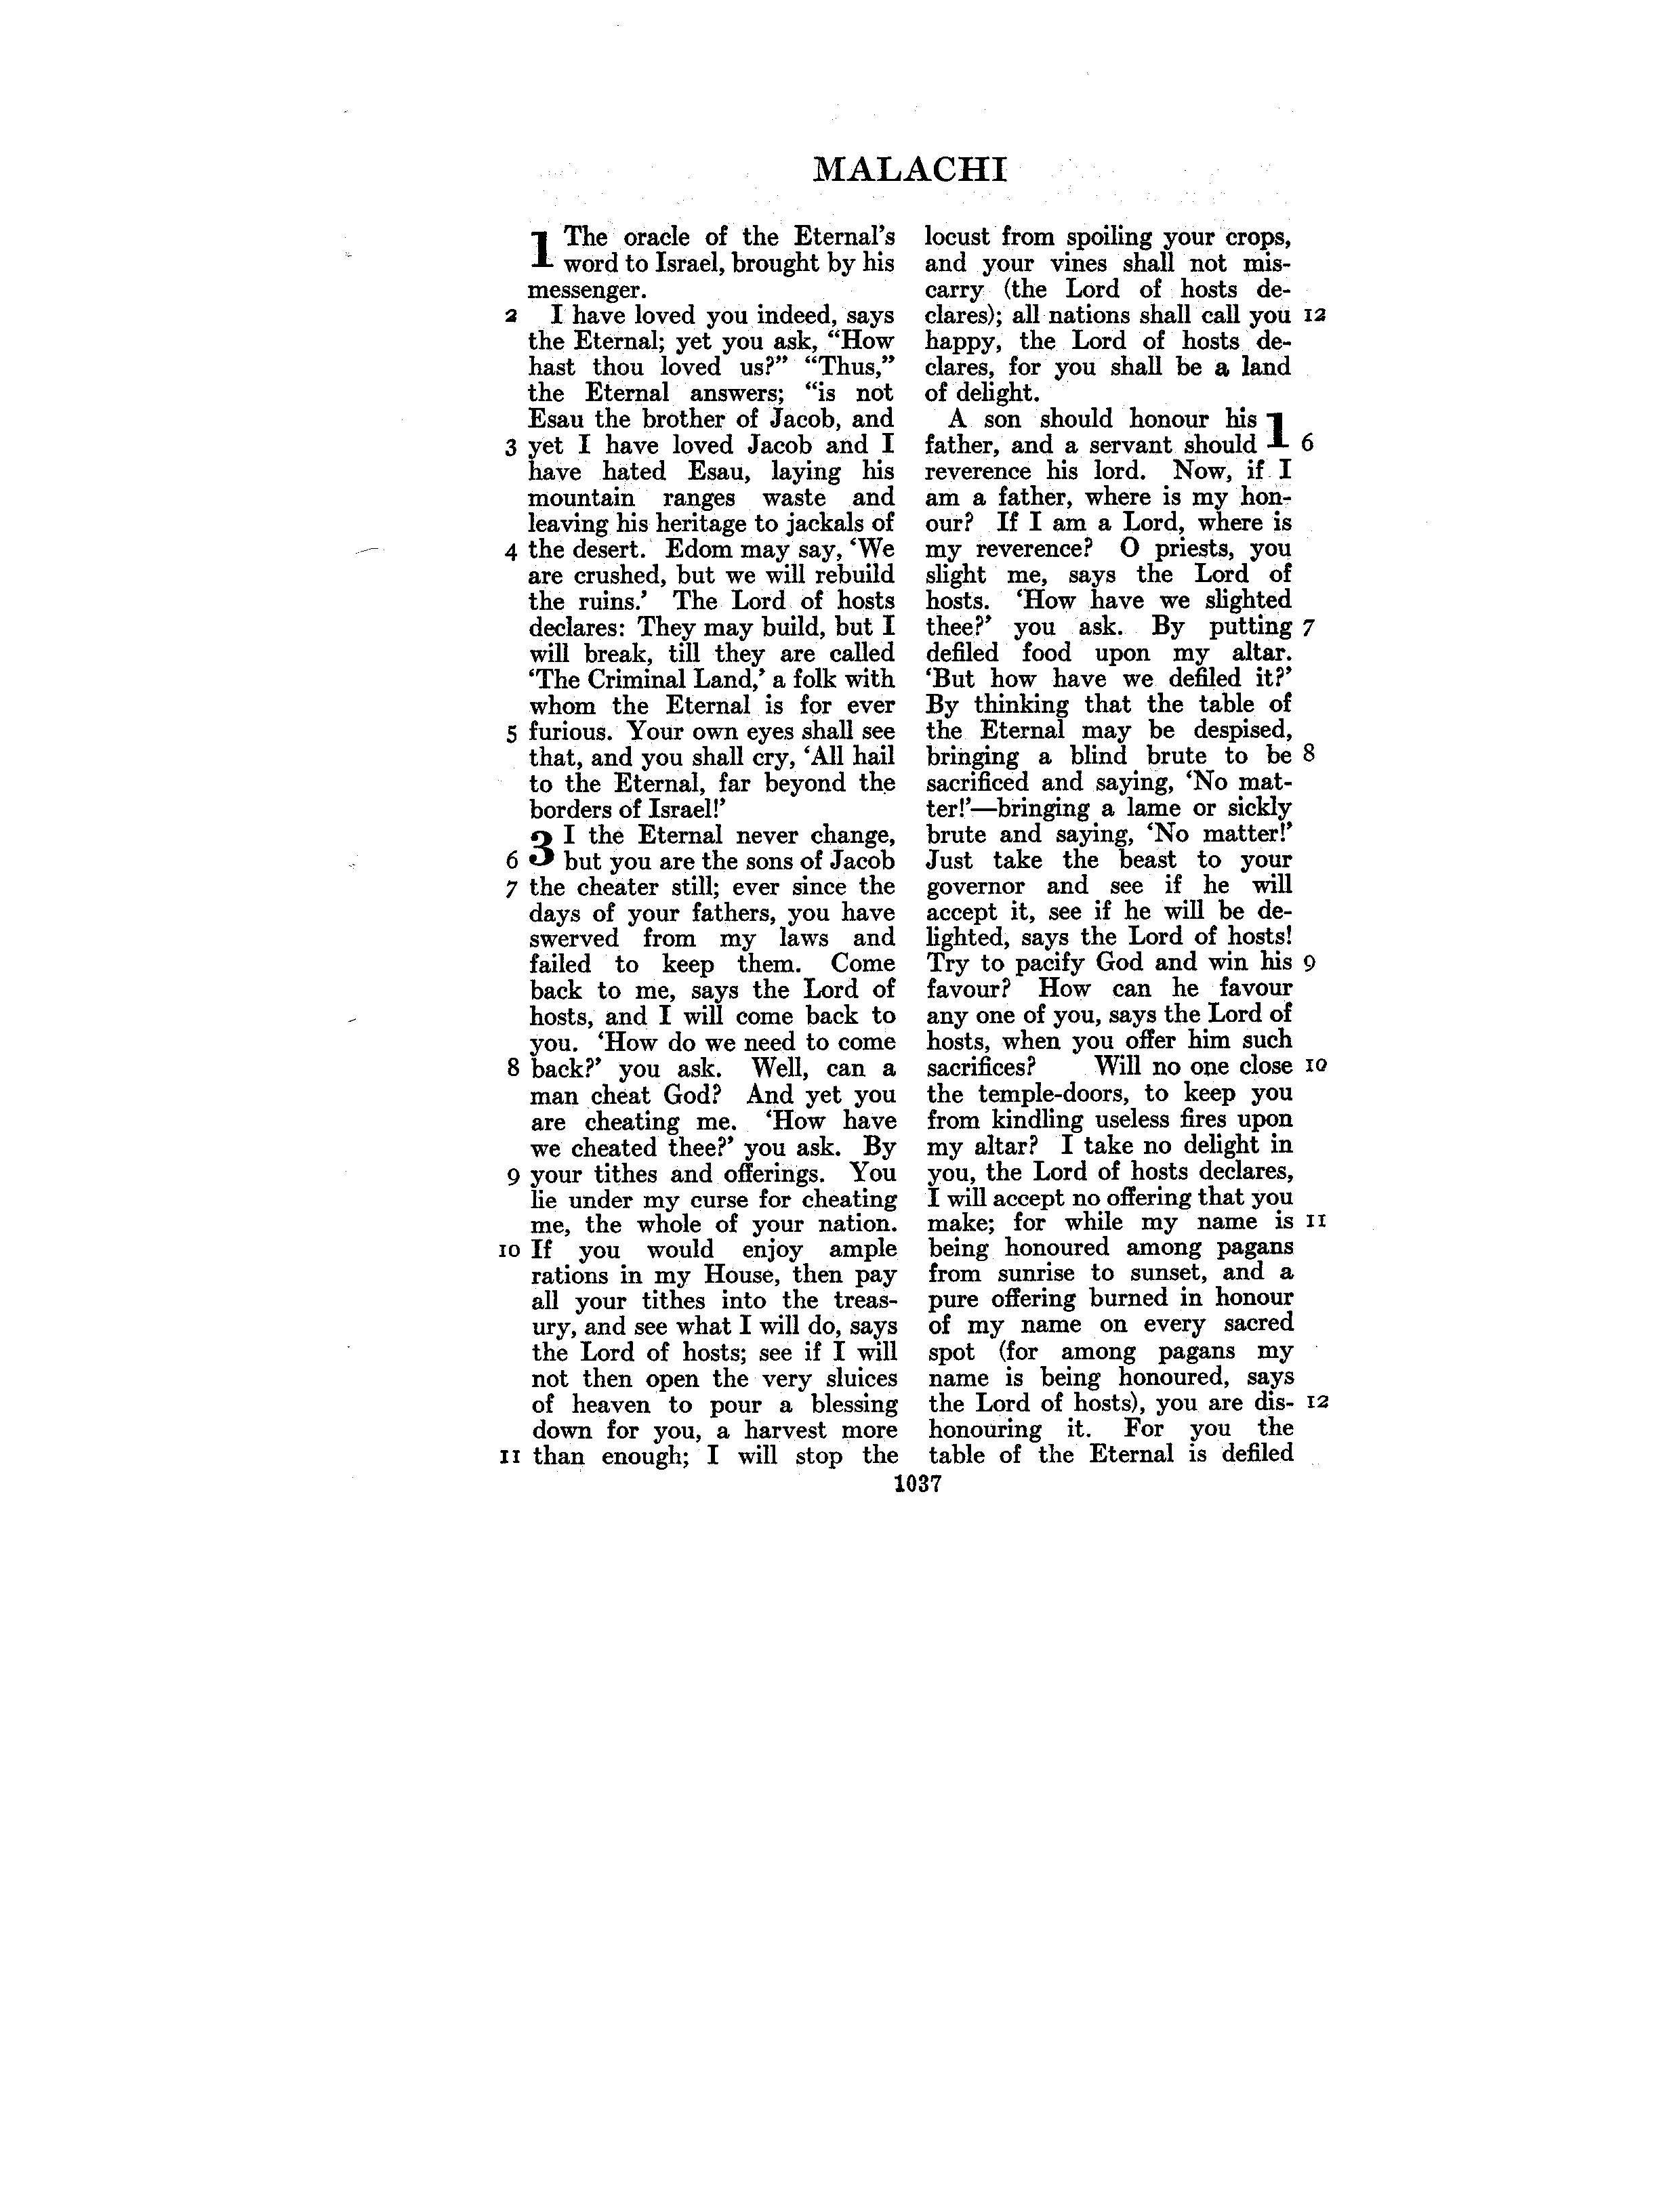 MALACHI
1 The oracle of the Eternal's
word to Israel, brought by his
messenger.
2 I have loved you indeed, says
the Eternal; yet you ask, “How
hast thou loved us?” “Thus,”
the Eternal answers; “is not
Esau the brother of Jacob, and
3 yet I have loved Jacob and I
have hated Esau, laying his
mountain ranges waste and
leaving his heritage to jackals of
4 the desert. Edom may say, ‘We
are crushed, but we will rebuild
the ruins.’ The Lord of hosts
declares: They may build, but I
will break, till they are called
‘The Criminal Land,’ a folk with
whom the Eternal is for ever
5 furious. Your own eyes shall see
that, and you shall cry, ‘All hail
to the Eternal, far beyond the
borders of Israel!’
3 I the Eternal never change,
6 but you are the sons of Jacob
7 the cheater still; ever since the
days of your fathers, you have
swerved from my laws and
failed to keep them. Come
back to me, says the Lord of
hosts, and I will come back to
you. ‘How do we need to come
8 back?’ you ask. Well, can a
man cheat God? And yet you
are cheating me. ‘How have
we cheated thee?’ you ask. By
9 your tithes and offerings. You
lie under my curse for cheating
me, the whole of your nation.
10 If you would enjoy ample
rations in my House, then pay
all your tithes into the treas-
ury, and see what I will do, says
the Lord of hosts; see if I will
not then open the very sluices
of heaven to pour a blessing
down for you, a harvest more
11 than enough; I will stop the
locust from spoiling your crops,
and your vines shall not mis-
carry (the Lord of hosts de-
clares); all nations shall call you 12
happy, the Lord of hosts de-
clares, for you shall be a land
of delight.
A son should honour his 1
father, and a servant should 6
reverence his lord. Now, if I
am a father, where is my hon-
our? If I am a Lord, where is
my reverence? O priests, you
slight me, says the Lord of
hosts. ‘How have we slighted
thee?’ you ask. By putting 7
defiled food upon my altar.
‘But how have we defiled it?’
By thinking that the table of
the Eternal may be despised,
bringing a blind brute to be 8
sacrificed and saying, ‘No mat-
ter!’—bringing a lame or sickly
brute and saying, ‘No matter!’
Just take the beast to your
governor and see if he will
accept it, see if he will be de-
lighted, says the Lord of hosts!
Try to pacify God and win his 9
favour? How can he favour
any one of you, says the Lord of
hosts, when you offer him such
sacrifices? Will no one close 10
the temple-doors, to keep you
from kindling useless fires upon
my altar? I take no delight in
you, the Lord of hosts declares,
I will accept no offering that you
make; for while my name is 11
being honoured among pagans
from sunrise to sunset, and a
pure offering burned in honour
of my name on every sacred
spot (for among pagans my
name is being honoured, says
the Lord of hosts), you are dis- 12
honouring it. For you the
table of the Eternal is defiled
1037